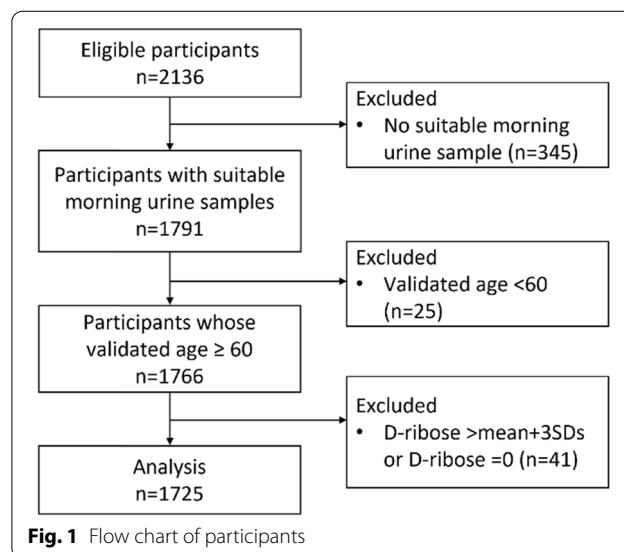 Eligible participants
n=2136
Excluded
• No suitable morning
urine sample (n=345)
Participants with suitable
morning urine samples
n=1791
Excluded
• Validated age <60
(n=25)
Participants whose
validated age ≥ 60
n=1766
Excluded
• D-ribose >mean+3SDs
or D-ribose =0 (n=41)
Analysis
n=1725
Fig. 1 Flow chart of participants